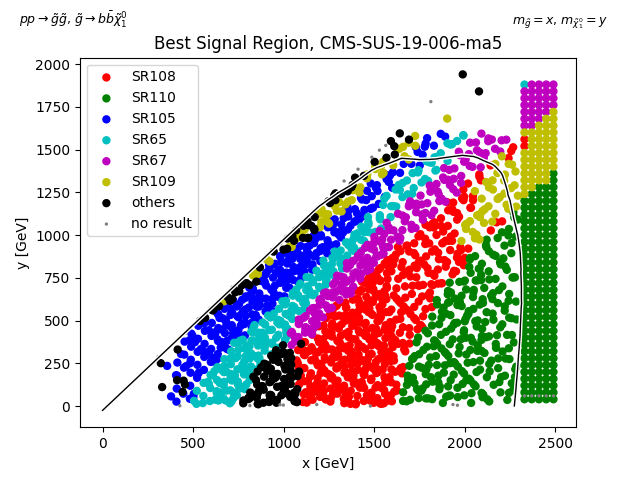 pp → g̃g̃, g̃ → bb̄χ̃₁⁰ m_g̃ = x, m_χ̃₁⁰ = y
Best Signal Region, CMS-SUS-19-006-ma5
2000
1750
1500
1250
1000
750
500
250
0
y [GeV]
SR108
SR110
SR105
SR65
SR67
SR109
others
no result
0 500 1000 1500 2000 2500
x [GeV]